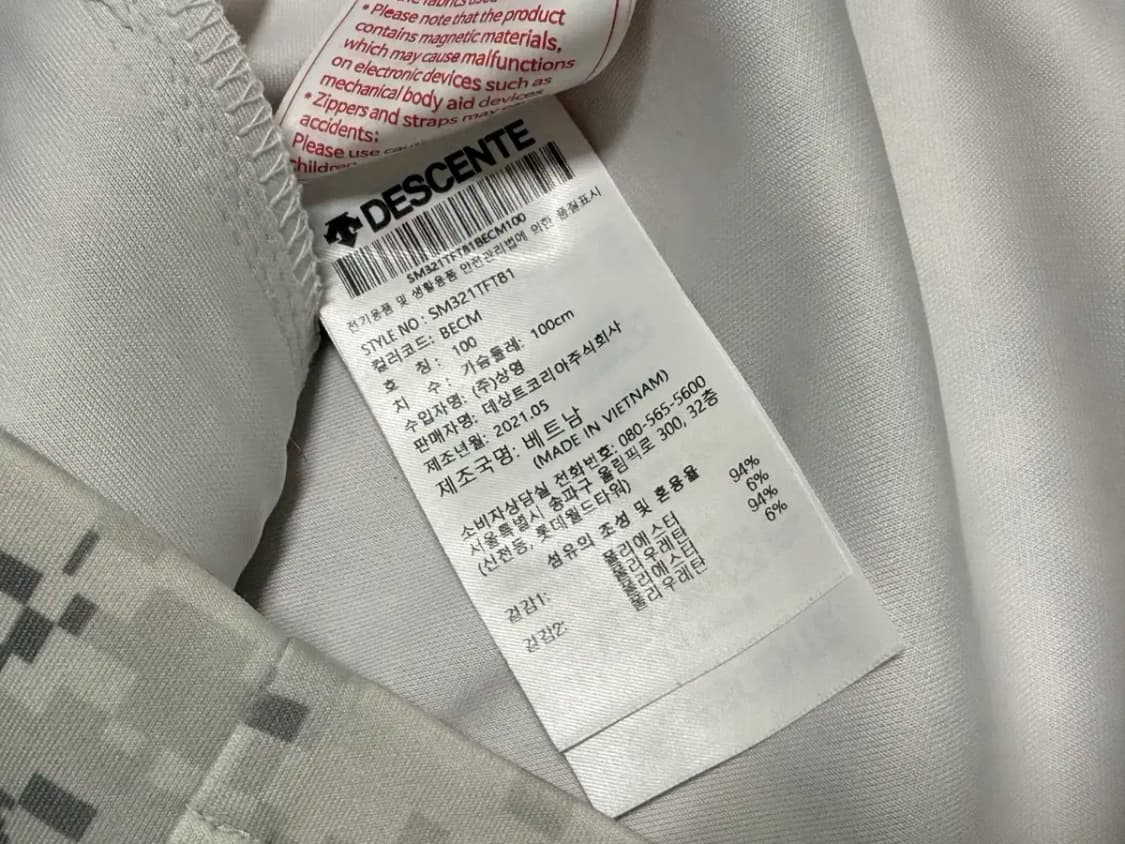 the fabrics used
* Please note that the product
contains magnetic materials,
which may cause malfunctions
on electronic devices such as
mechanical body aid devices
* Zippers and straps may
accidents;
Please use
children
DESCENTE
SM321TFT81BECM100
전기용품 및 생활용품 안전관리법에 의한 품질표시
STYLE NO : SM321TFT81
컬러코드: BECM
호 칭 : 100
치 수 : 가슴둘레: 100cm
수입자명: (주)상영
판매자명: 데상트코리아주식회사
제조년월: 2021.05
제조국명: 베트남
(MADE IN VIETNAM)
소비자상담실 전화번호: 080-565-5600
서울특별시 송파구 올림픽로 300, 32층
(신천동, 롯데월드타워)
섬유의 조성 및 혼용율
겉감1: 폴리에스터 94%
폴리우레탄 6%
겉감2: 폴리에스터 94%
폴리우레탄 6%